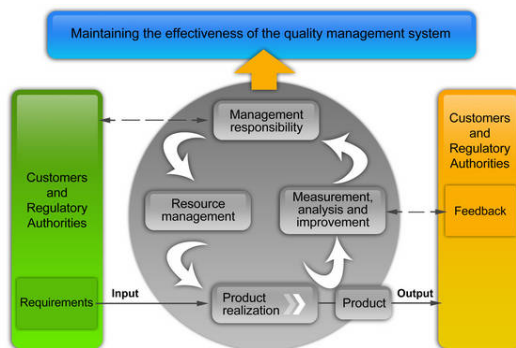 Maintaining the effectiveness of the quality management system
Management
responsibility
Customers
and
Regulatory
Authorities
Customers
and
Regulatory
Authorities
Resource
management
Measurement,
analysis and
improvement
Feedback
Requirements
Input
Product
realization
Product
Output